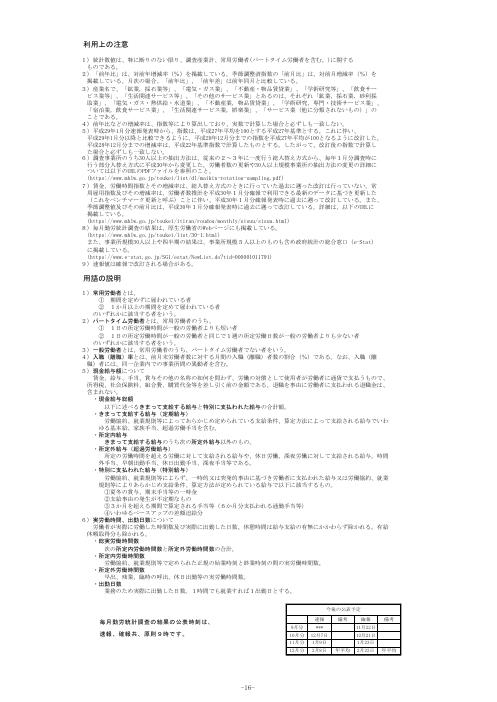 利用上の注意
1）統計数値は、特に断りのない限り、調査産業計、常用労働者(パートタイム労働者を含む。)に関する
ものである。
2）「前年比」は、対前年増減率（％）を掲載している。季節調整済指数の「前月比」は、対前月増減率（％）を
掲載している。月次の場合、「前年比」、「前年差」は前年同月と比較している。
3）産業名で、「鉱業，採石業等」、「電気・ガス業」、「不動産・物品賃貸業」、「学術研究等」、「飲食サー
ビス業等」、「生活関連サービス等」、「その他のサービス業」とあるのは、それぞれ「鉱業，採石業，砂利採
取業」、「電気・ガス・熱供給・水道業」、「不動産業，物品賃貸業」、「学術研究，専門・技術サービス業」、
「宿泊業，飲食サービス業」、「生活関連サービス業，娯楽業」、「サービス業（他に分類されないもの）」の
ことである。
4）前年比などの増減率は、指数等により算出しており、実数で計算した場合と必ずしも一致しない。
5）平成29年1月分速報発表時から、指数は、平成27年平均を100とする平成27年基準とする。これに伴い、
平成29年1月分以降と比較できるように、平成28年12月分までの指数を平成27年平均が100となるように改訂した。
平成28年12月分までの増減率は、平成22年基準指数で計算したものとする。したがって、改訂後の指数で計算し
た場合と必ずしも一致しない。
6）調査事業所のうち30人以上の抽出方法は、従来の2～3年に一度行う総入替え方式から、毎年1月分調査時に
行う部分入替え方式に平成30年から変更した。労働者数の更新や30人以上規模事業所の抽出方法の変更の詳細に
ついては以下のURLのPDFファイルを参照のこと。
(https://www.mhlw.go.jp/toukei/list/dl/maikin-rotation-sampling.pdf)
7）賃金、労働時間指数とその増減率は、総入替え方式のときに行っていた過去に遡った改訂は行っていない。常
用雇用指数及びその増減率は、労働者数推計を平成30年1月分確報で利用できる最新のデータに基づき更新した
（これをベンチマーク更新と呼ぶ）ことに伴い、平成30年1月分確報発表時に過去に遡って改訂している。また、
季節調整値及びその前月比は、平成30年1月分確報発表時に過去に遡って改訂している。詳細は、以下のURLに
掲載している。
(https://www.mhlw.go.jp/toukei/itiran/roudou/monthly/sisuu/sisuu.html)
8）毎月勤労統計調査の結果は、厚生労働省のWebページにも掲載している。
(https://www.mhlw.go.jp/toukei/list/30-1.html)
また、事業所規模30人以上や四半期の結果は、事業所規模5人以上のものも含め政府統計の総合窓口 (e-Stat)
に掲載している。
(https://www.e-stat.go.jp/SG1/estat/NewList.do?tid=000001011791)
9）速報値は確報で改訂される場合がある。
用語の説明
1）常用労働者とは、
① 期間を定めずに雇われている者
② 1か月以上の期間を定めて雇われている者
のいずれかに該当する者をいう。
2）パートタイム労働者とは、常用労働者のうち、
① 1日の所定労働時間が一般の労働者よりも短い者
② 1日の所定労働時間が一般の労働者と同じで1週の所定労働日数が一般の労働者よりも少ない者
のいずれかに該当する者をいう。
3）一般労働者とは、常用労働者のうち、パートタイム労働者でない者をいう。
4）入職（離職）率とは、前月末労働者数に対する月間の入職（離職）者数の割合（％）である。なお、入職（離
職）者には、同一企業内での事業所間の異動者を含む。
5）現金給与額について
賃金、給与、手当、賞与その他の名称の如何を問わず、労働の対償として使用者が労働者に通貨で支払うもので、
所得税、社会保険料、組合費、購買代金等を差し引く前の金額である。退職を事由に労働者に支払われる退職金は、
含まれない。
・現金給与総額
以下に述べるきまって支給する給与と特別に支払われた給与の合計額。
・きまって支給する給与（定期給与）
労働協約、就業規則等によってあらかじめ定められている支給条件、算定方法によって支給される給与でいわ
ゆる基本給、家族手当、超過労働手当を含む。
・所定内給与
きまって支給する給与のうち次の所定外給与以外のもの。
・所定外給与（超過労働給与）
所定の労働時間を超える労働に対して支給される給与や、休日労働、深夜労働に対して支給される給与。時間
外手当、早朝出勤手当、休日出勤手当、深夜手当等である。
・特別に支払われた給与（特別給与）
労働協約、就業規則等によらず、一時的又は突発的事由に基づき労働者に支払われた給与又は労働協約、就業
規則等によりあらかじめ支給条件、算定方法が定められている給与で以下に該当するもの。
①夏冬の賞与、期末手当等の一時金
②支給事由の発生が不定期なもの
③3か月を超える期間で算定される手当等（6か月分支払われる通勤手当等）
④いわゆるベースアップの差額追給分
6）実労働時間、出勤日数について
労働者が実際に労働した時間数及び実際に出勤した日数。休憩時間は給与支給の有無にかかわらず除かれる。有給
休暇取得分も除かれる。
・総実労働時間数
次の所定内労働時間数と所定外労働時間数の合計。
・所定内労働時間数
労働協約、就業規則等で定められた正規の始業時刻と終業時刻の間の実労働時間数。
・所定外労働時間数
早出、残業、臨時の呼出、休日出勤等の実労働時間数。
・出勤日数
業務のため実際に出勤した日数。1時間でも就業すれば1出勤日とする。
毎月勤労統計調査の結果の公表時刻は、
速報、確報共、原則９時です。
今後の公表予定
速報 備考 確報 備考
9月分 *** 11月22日
10月分 12月7日 12月21日
11月分 1月9日 1月23日
12月分 2月8日 年平均 2月22日 年平均
-16-